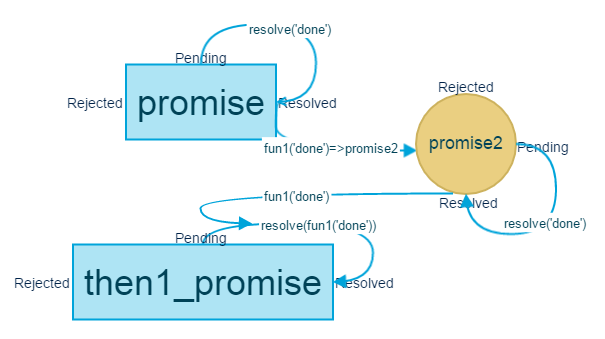 resolve('done')
Pending
Rejected
promise
Resolved
Rejected
fun1('done')=>promise2
promise2
Pending
fun1('done')
Resolved
resolve('done')
resolve(fun1('done'))
Pending
Rejected
then1_promise
Resolved